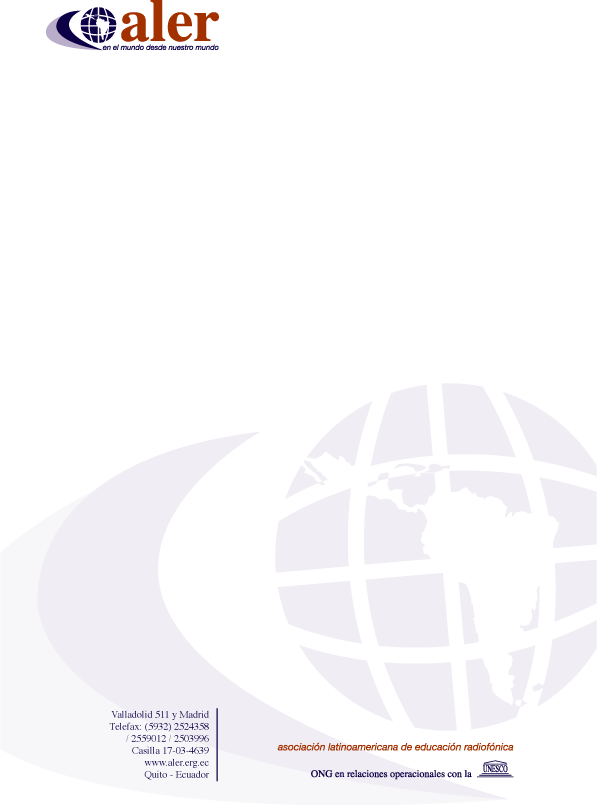 aler
en el mundo desde nuestro mundo
Valladolid 511 y Madrid
Telefax: (5932) 2524358
/ 2559012 / 2503996
Casilla 17-03-4639
www.aler.erg.ec
Quito - Ecuador
asociación latinoamericana de educación radiofónica
ONG en relaciones operacionales con la
UNESCO